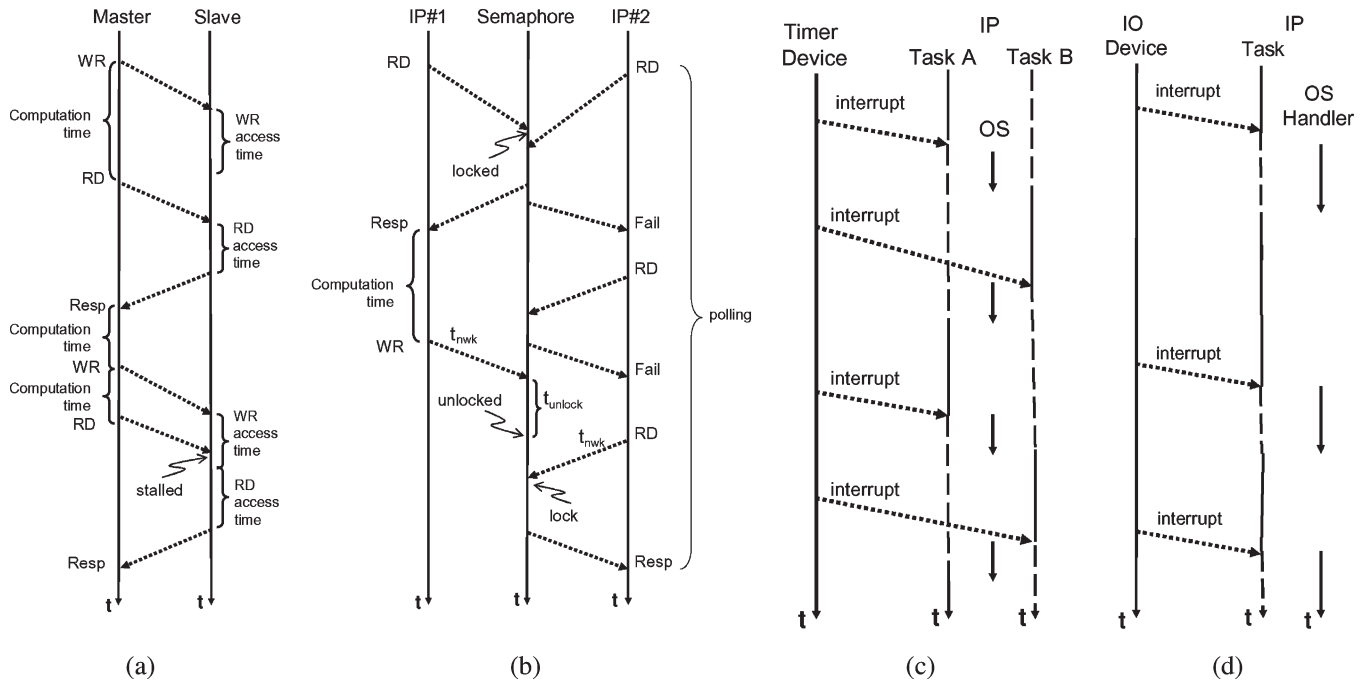 Master Slave
WR
Computation
time
WR
access
time
RD
RD
access
time
Resp
Computation
time
WR
Computation
time
RD
WR
access
time
stalled
RD
access
time
Resp
t t
(a)
IP#1 Semaphore IP#2
RD RD
locked
Resp Fail
RD
Computation
time
polling
WR tnwk
Fail
unlocked tunlock
tnwk RD
lock
Resp
t t t
(b)
Timer
Device
IP
Task A Task B
interrupt
OS
interrupt
interrupt
interrupt
t t t
(c)
IO
Device
IP
Task
interrupt
OS
Handler
interrupt
interrupt
t t t
(d)